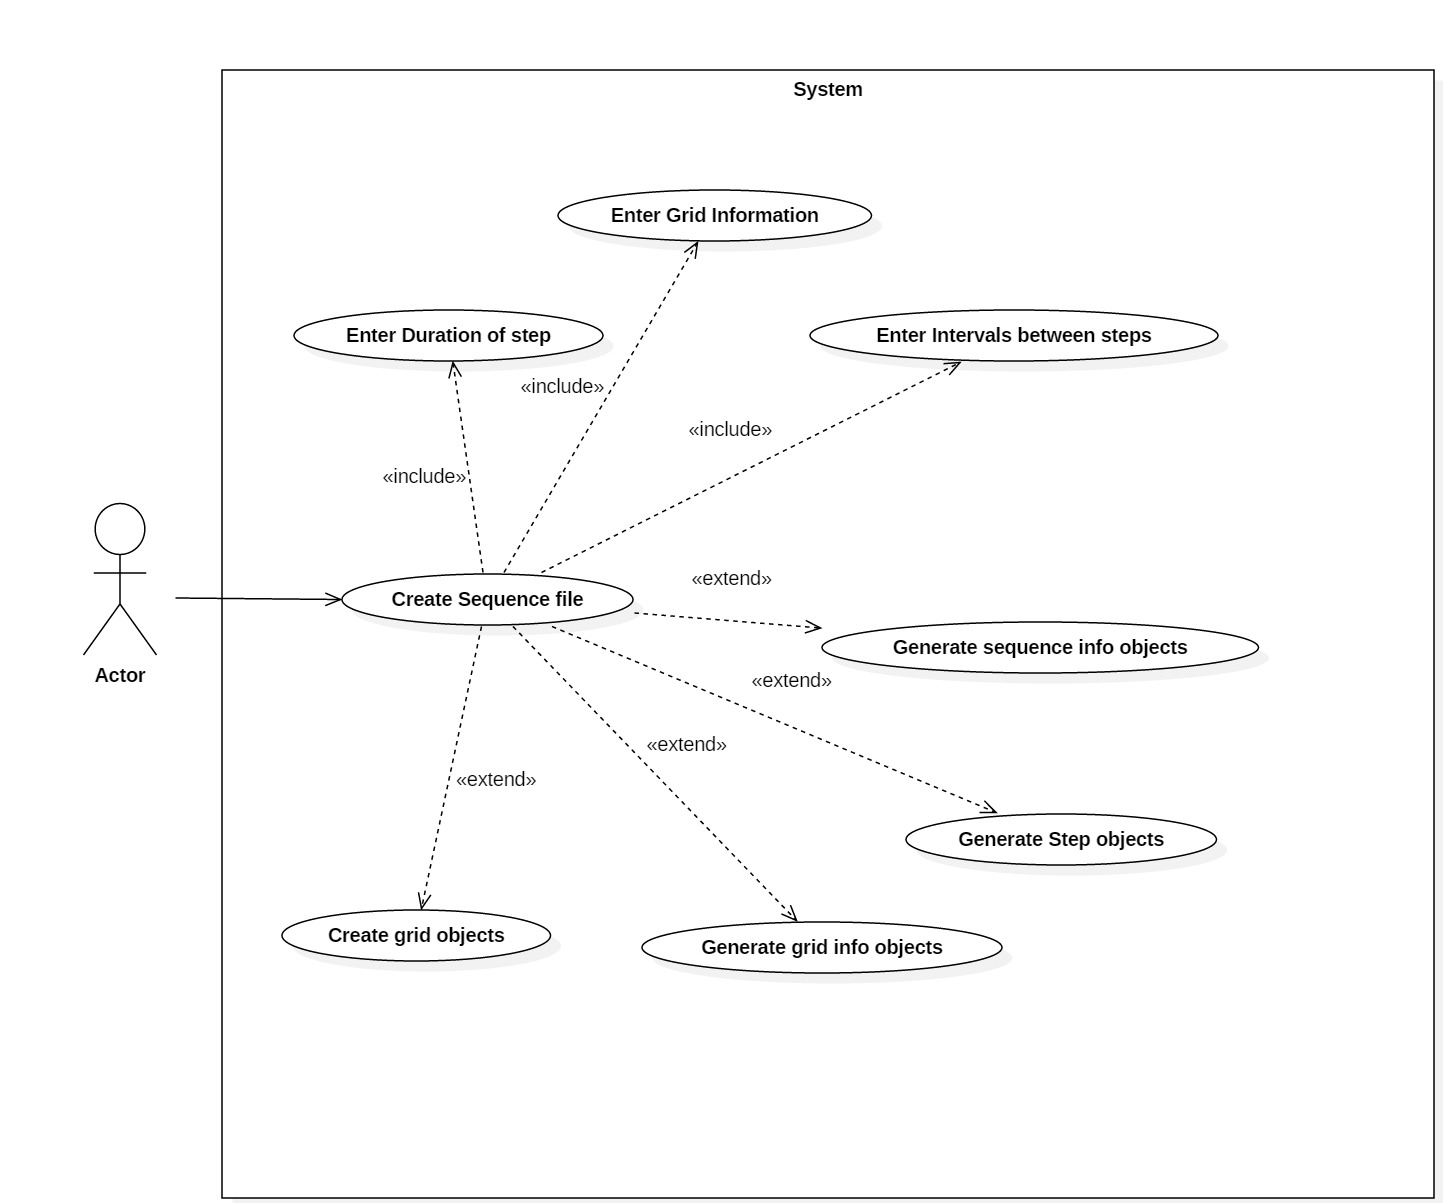 System
Enter Grid Information
Enter Duration of step
Enter Intervals between steps
«include»
«include»
«include»
«extend»
Create Sequence file
Generate sequence info objects
Actor
«extend»
«extend»
«extend»
Generate Step objects
Create grid objects
Generate grid info objects